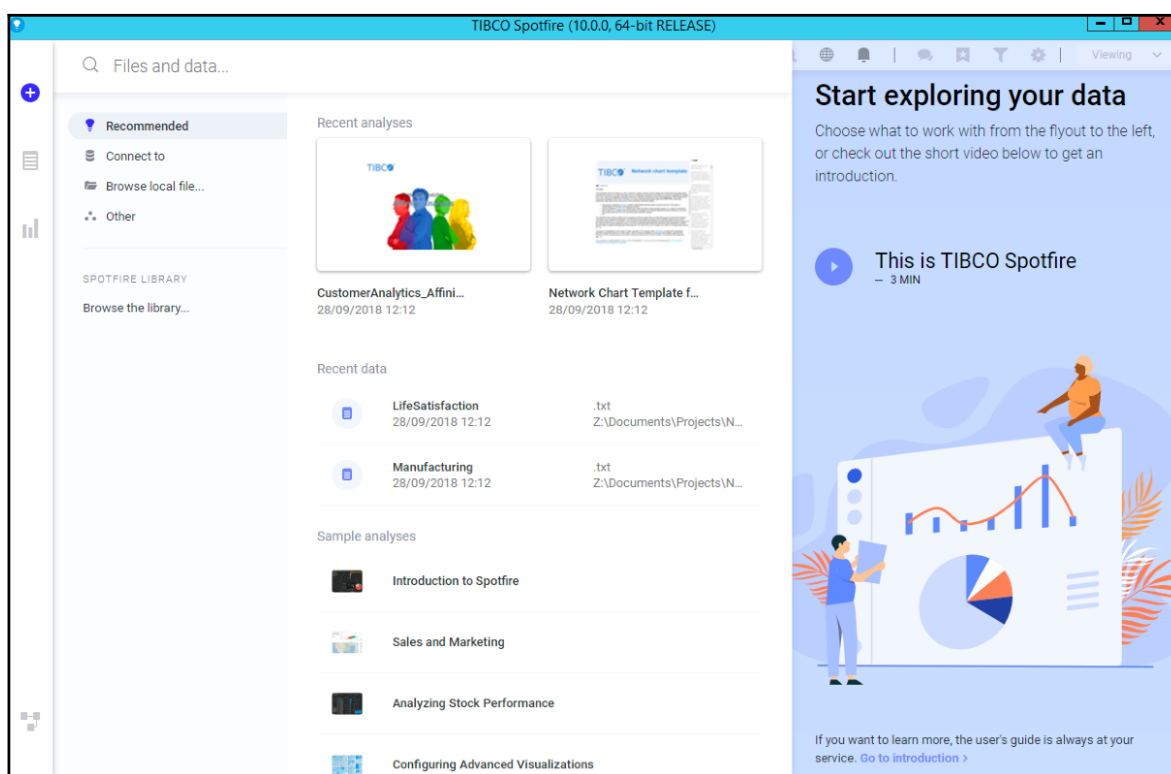 TIBCO Spotfire (10.0.0, 64-bit RELEASE)
Files and data...
Viewing
Recommended
Connect to
Browse local file...
Other
SPOTFIRE LIBRARY
Browse the library...
Recent analyses
TIBCO
TIBCO Network chart template
CustomerAnalytics_Affini...
28/09/2018 12:12
Network Chart Template f...
28/09/2018 12:12
Recent data
LifeSatisfaction
.txt
28/09/2018 12:12
Z:\Documents\Projects\N...
Manufacturing
.txt
28/09/2018 12:12
Z:\Documents\Projects\N...
Sample analyses
Introduction to Spotfire
Sales and Marketing
Analyzing Stock Performance
Configuring Advanced Visualizations
Start exploring your data
Choose what to work with from the flyout to the left,
or check out the short video below to get an
introduction.
This is TIBCO Spotfire
– 3 MIN
If you want to learn more, the user's guide is always at your
service. Go to introduction >